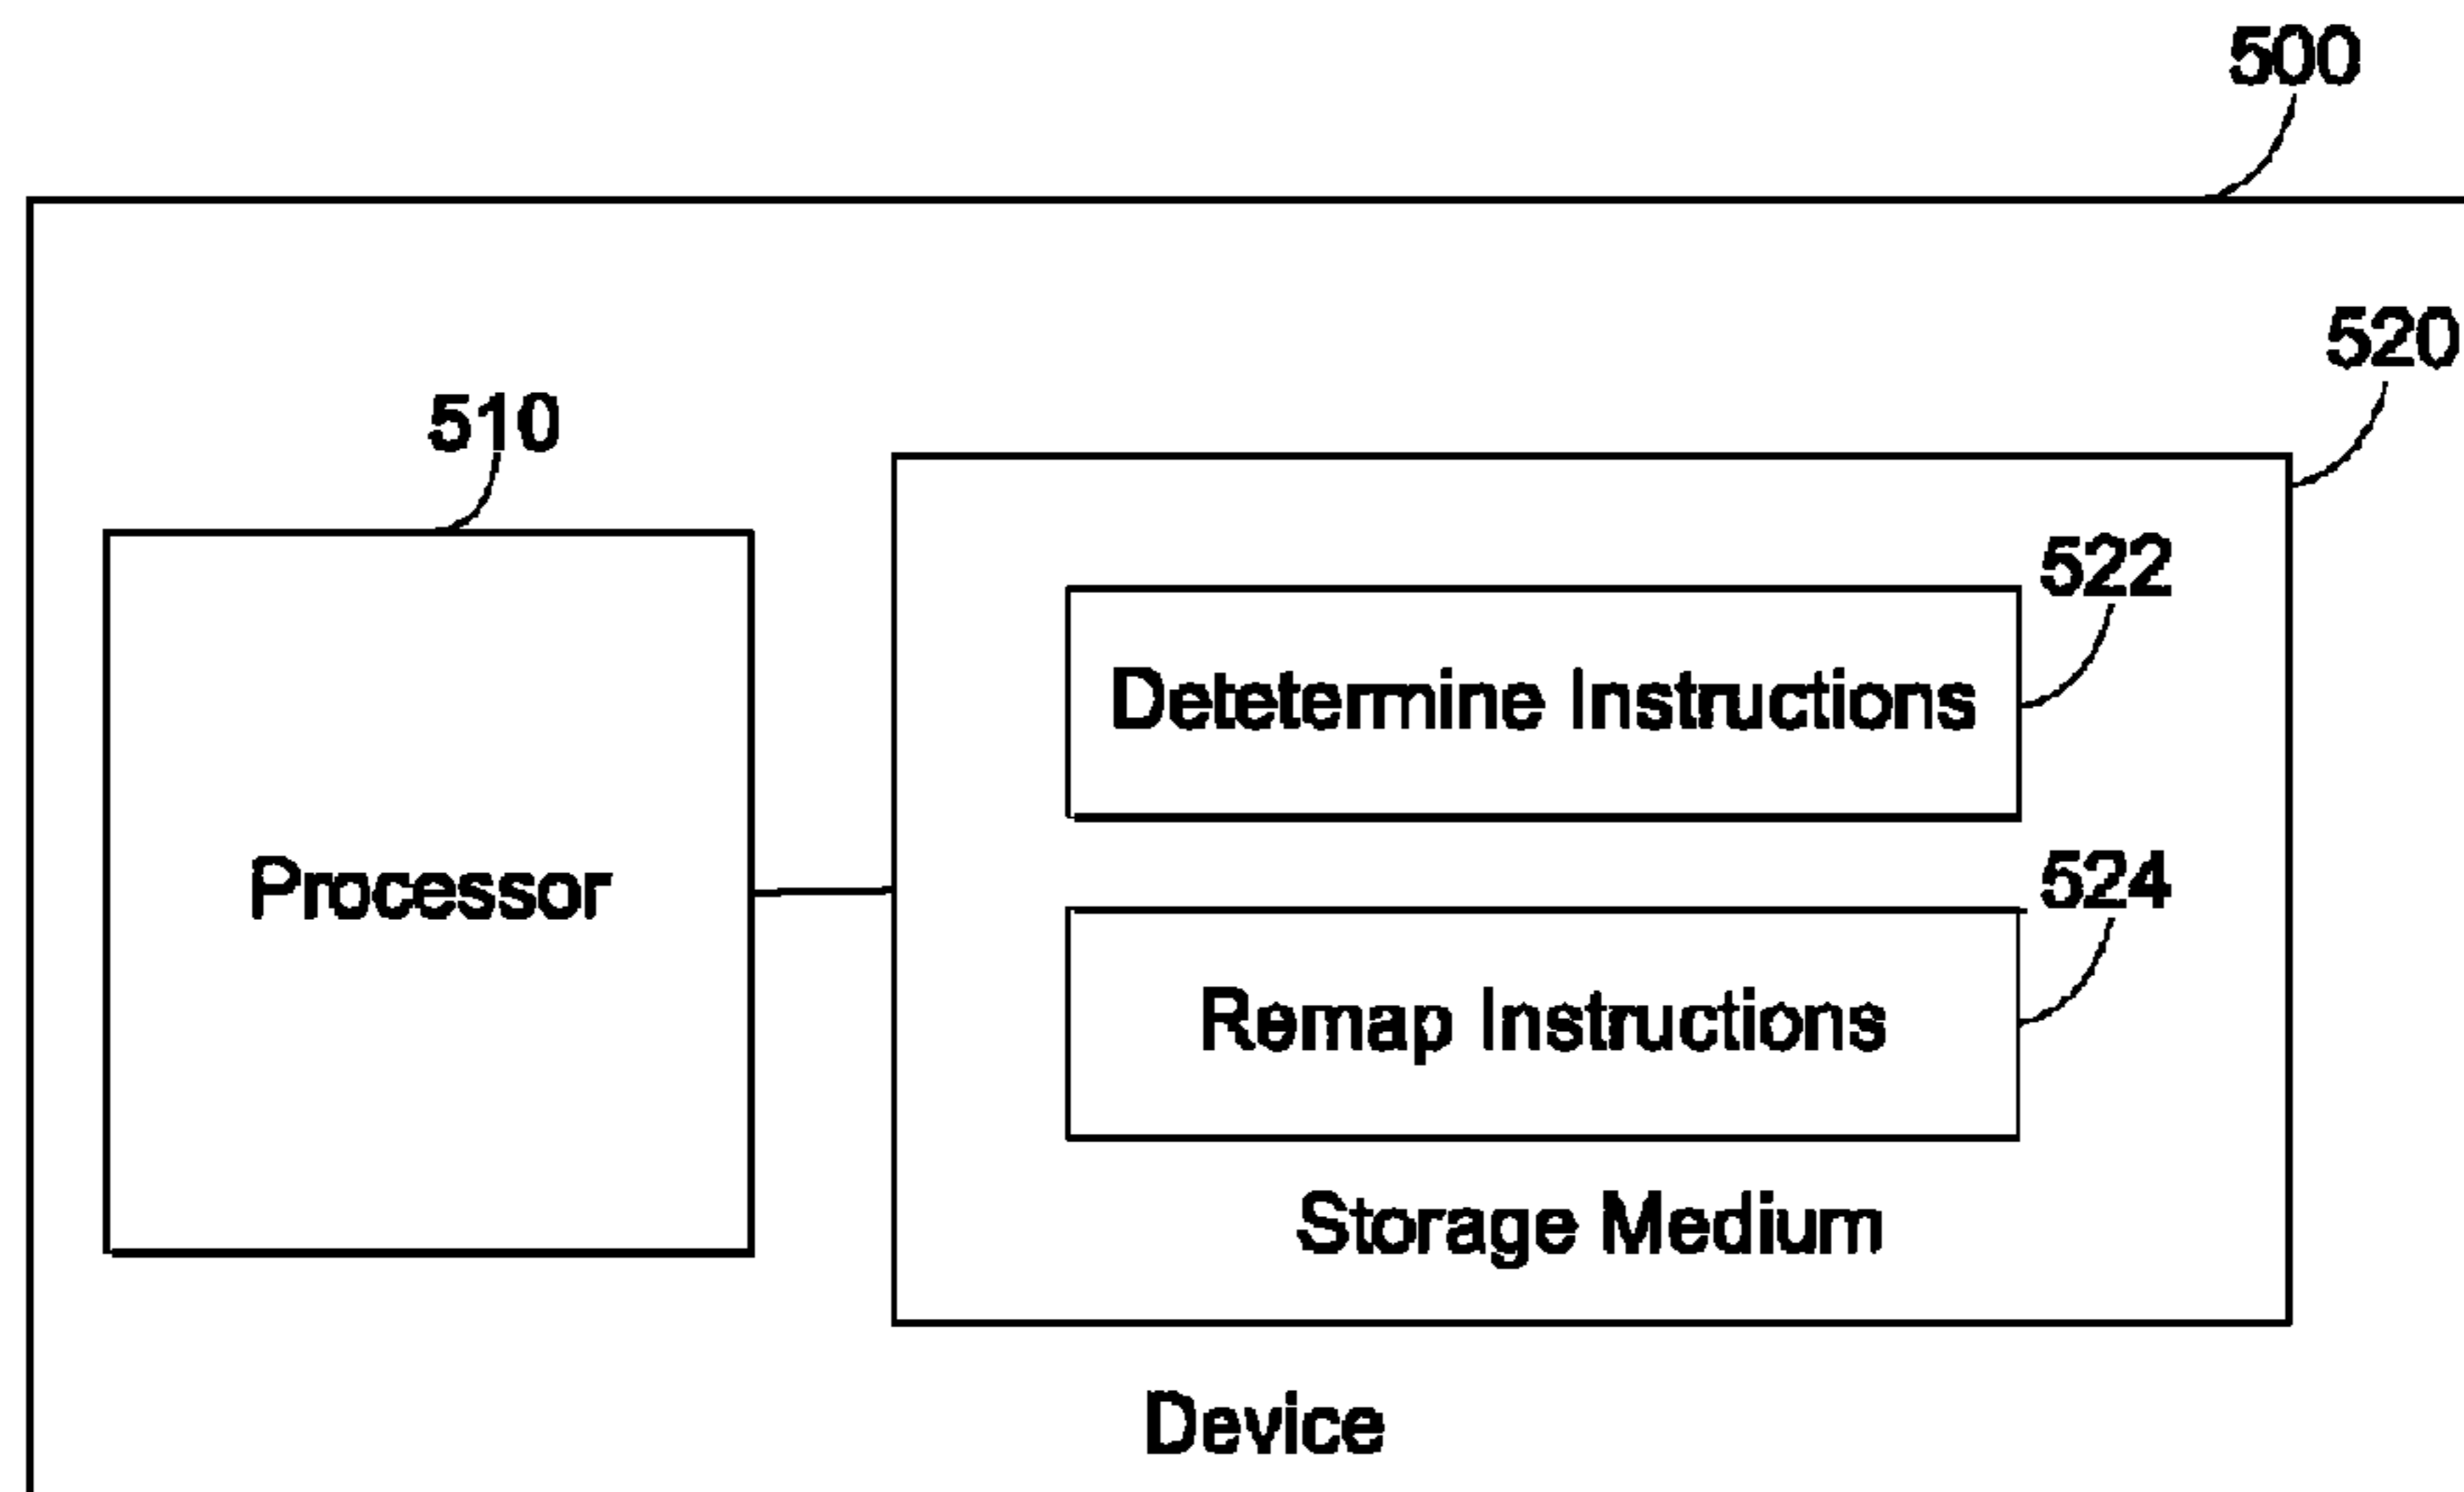 500
520
510
522
Detetermine Instructions
524
Processor
Remap Instructions
Storage Medium
Device